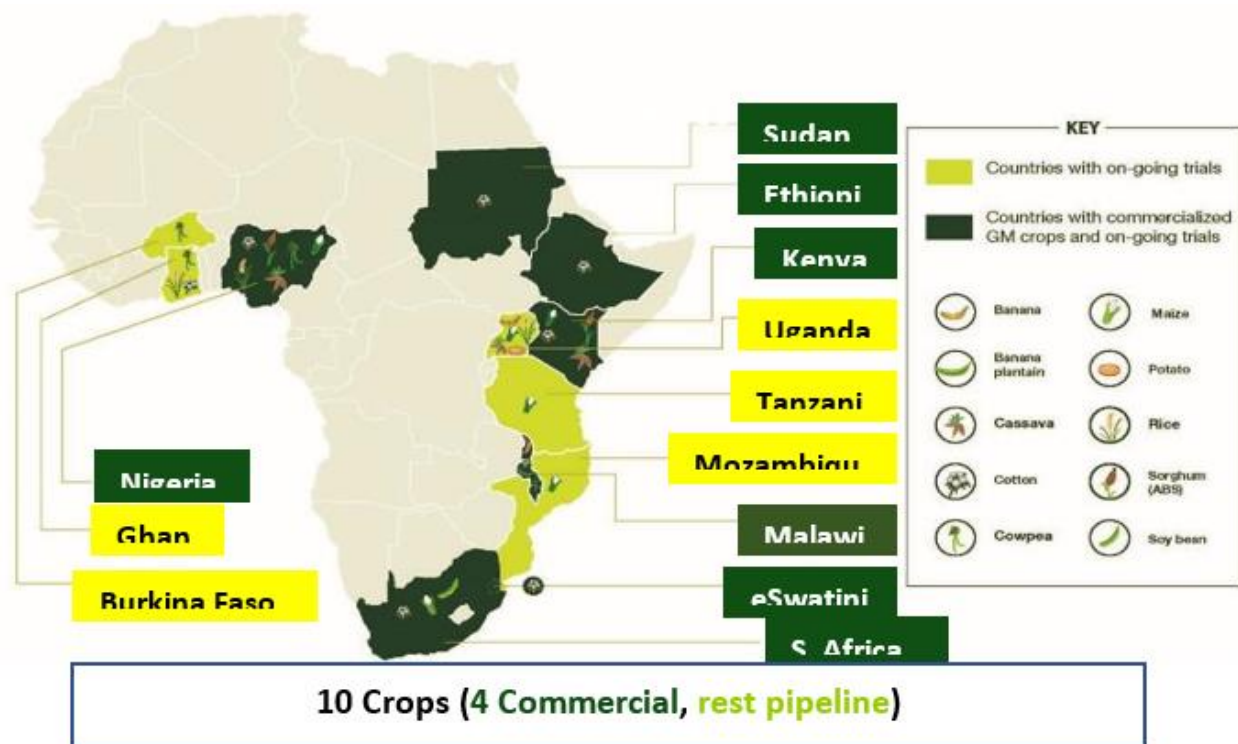 Sudan
Ethiopi
Kenya
Uganda
Tanzani
Mozambiqu
Malawi
eSwatini
S. Africa
Nigeria
Ghan
Burkina Faso
KEY
Countries with on-going trials
Countries with commercialized
GM crops and on-going trials
Banana
Maize
Banana
plantain
Potato
Cassava
Rice
Cotton
Sorghum
(ABS)
Cowpea
Soy bean
10 Crops (4 Commercial, rest pipeline)